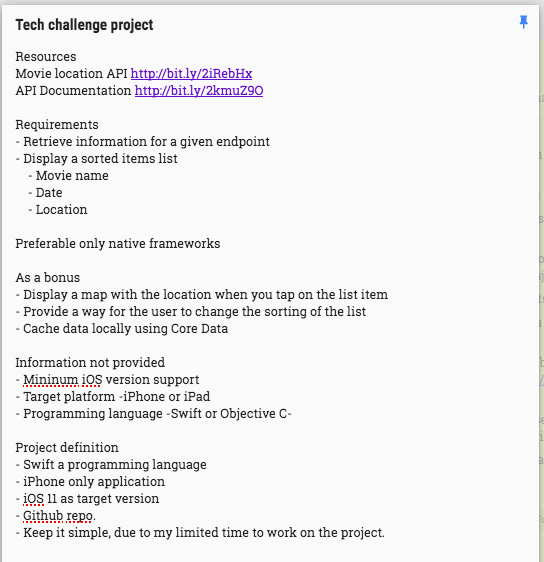 Tech challenge project
Resources
Movie location API http://bit.ly/2iRebHx
API Documentation http://bit.ly/2kmuZ9O
Requirements
- Retrieve information for a given endpoint
- Display a sorted items list
- Movie name
- Date
- Location
Preferable only native frameworks
As a bonus
- Display a map with the location when you tap on the list item
- Provide a way for the user to change the sorting of the list
- Cache data locally using Core Data
Information not provided
- Mininum iOS version support
- Target platform -iPhone or iPad
- Programming language -Swift or Objective C-
Project definition
- Swift a programming language
- iPhone only application
- iOS 11 as target version
- Github repo.
- Keep it simple, due to my limited time to work on the project.